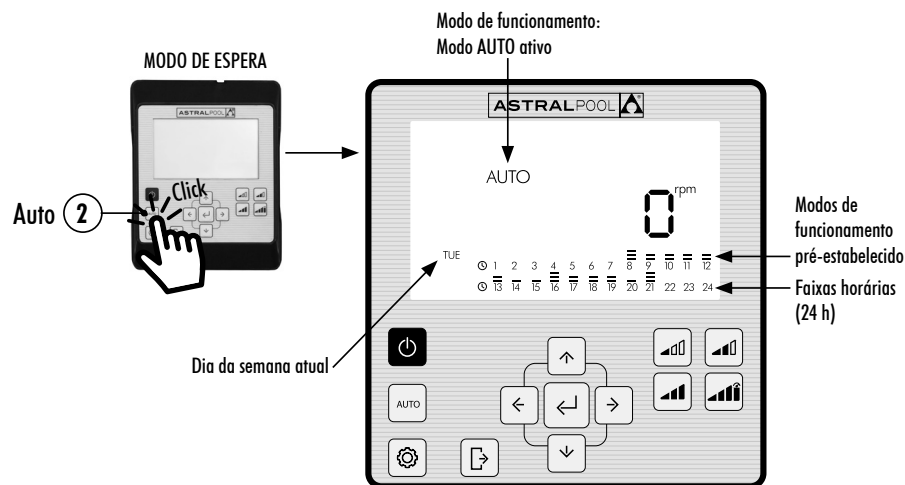 Modo de funcionamento:
Modo AUTO ativo
MODO DE ESPERA
ASTRALPOOL
ASTRALPOOL
AUTO
0 rpm
Click
Auto 2
Modos de
funcionamento
pré-estabelecido
TUE
1 2 3 4 5 6 7 8 9 10 11 12
13 14 15 16 17 18 19 20 21 22 23 24
Faixas horárias
(24 h)
Dia da semana atual
AUTO